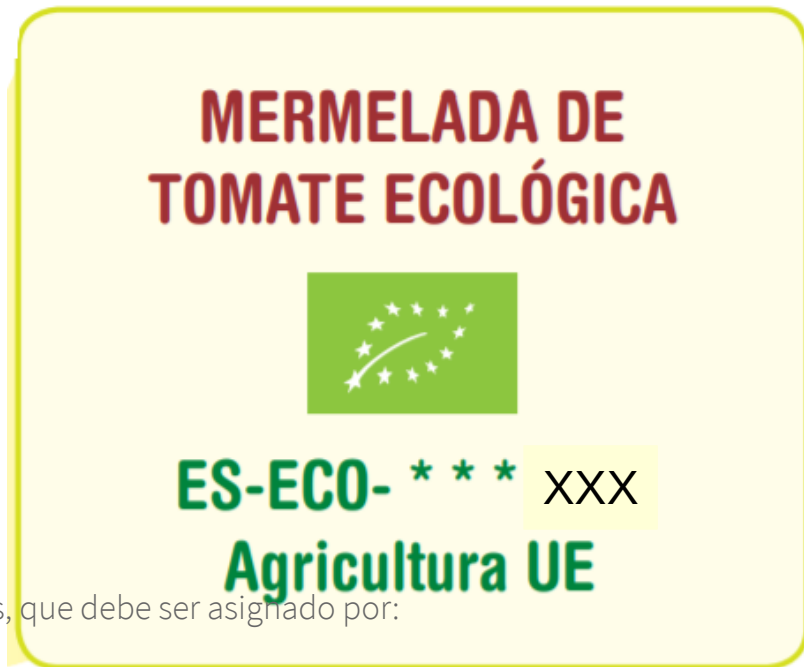 MERMELADA DE
TOMATE ECOLÓGICA
ES-ECO- * * * XXX
Agricultura UE
s, que debe ser asignado por: